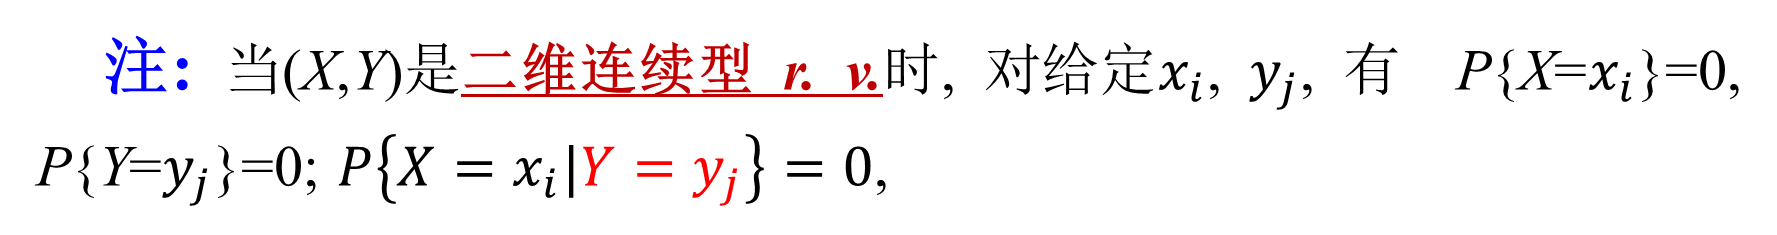 注: 当(X,Y)是二维连续型 r. v.时, 对给定xᵢ, yⱼ, 有 P{X=xᵢ}=0,
P{Y=yⱼ}=0; P{X = xᵢ|Y = yⱼ} = 0,